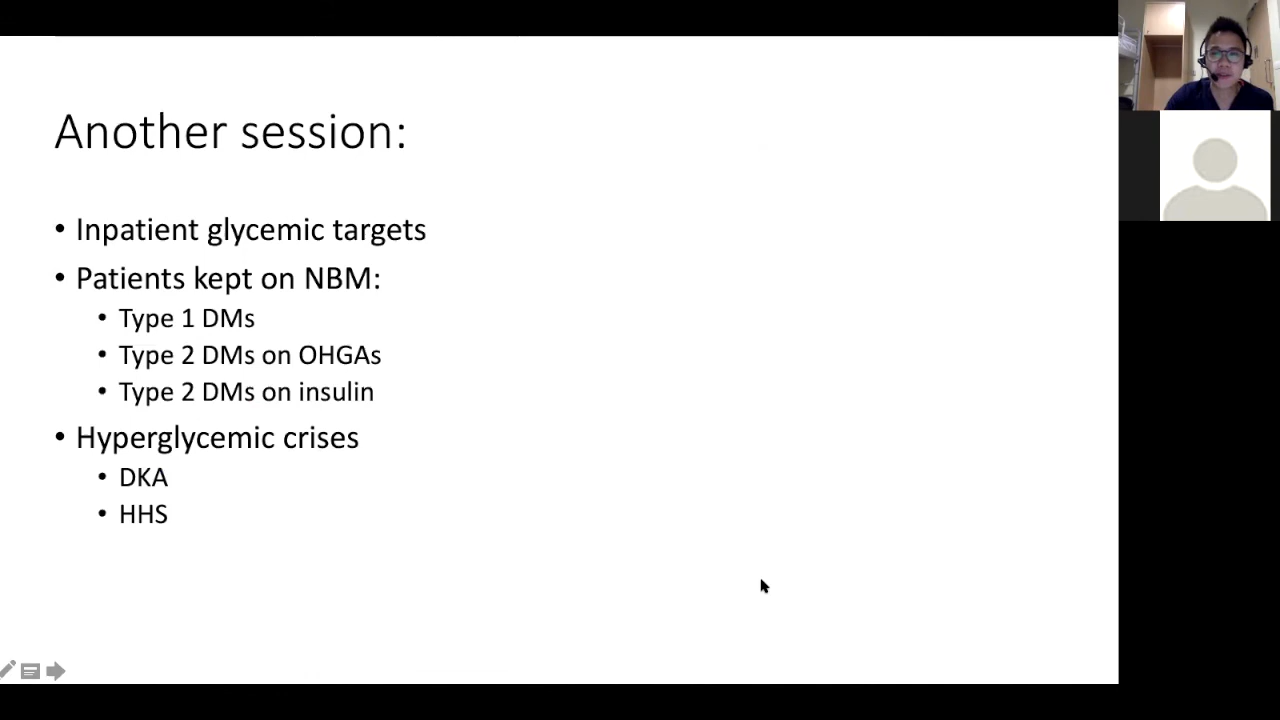 Another session:
• Inpatient glycemic targets
• Patients kept on NBM:
• Type 1 DMs
• Type 2 DMs on OHGAs
• Type 2 DMs on insulin
• Hyperglycemic crises
• DKA
• HHS